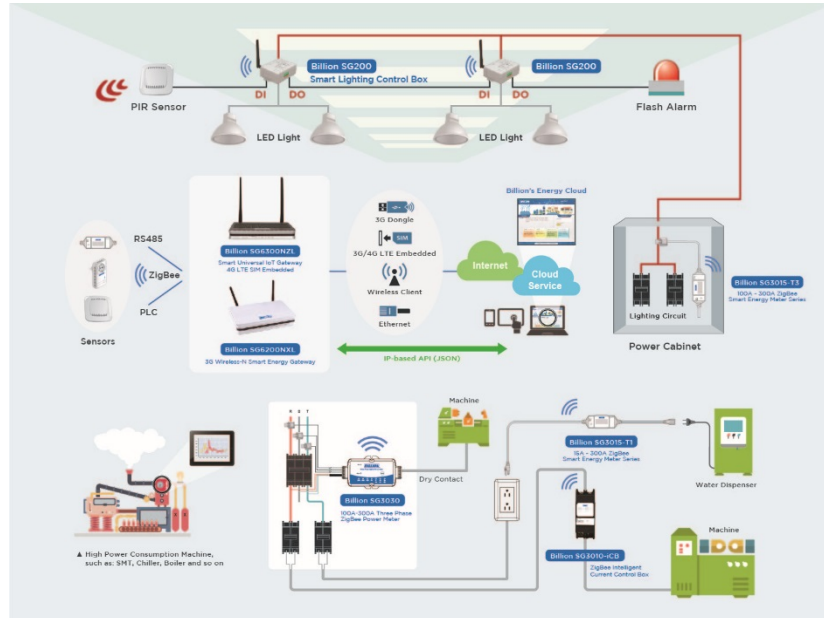 Billion SG200
Smart Lighting Control Box
Billion SG200
PIR Sensor
DI
DO
DI
DO
Flash Alarm
LED Light
LED Light
RS485
ZigBee
PLC
Sensors
Billion SG6300NZL
Smart Universal IoT Gateway
4G LTE SIM Embedded
Billion SG6200NXL
3G Wireless-N Smart Energy Gateway
3G Dongle
SIM
3G/4G LTE Embedded
Wireless Client
Ethernet
Billion's Energy Cloud
Internet
Cloud
Service
IP-based API (JSON)
Lighting Circuit
Power Cabinet
Billion SG3015-T3
100A - 300A ZigBee
Smart Energy Meter Series
▲ High Power Consumption Machine,
such as: SMT, Chiller, Boiler and so on
R S T
Billion SG3030
100A-300A Three Phase
ZigBee Power Meter
Machine
Dry Contact
Billion SG3015-T1
15A - 300A ZigBee
Smart Energy Meter Series
Water Dispenser
Billion SG3010-iCB
ZigBee Intelligent
Current Control Box
Machine